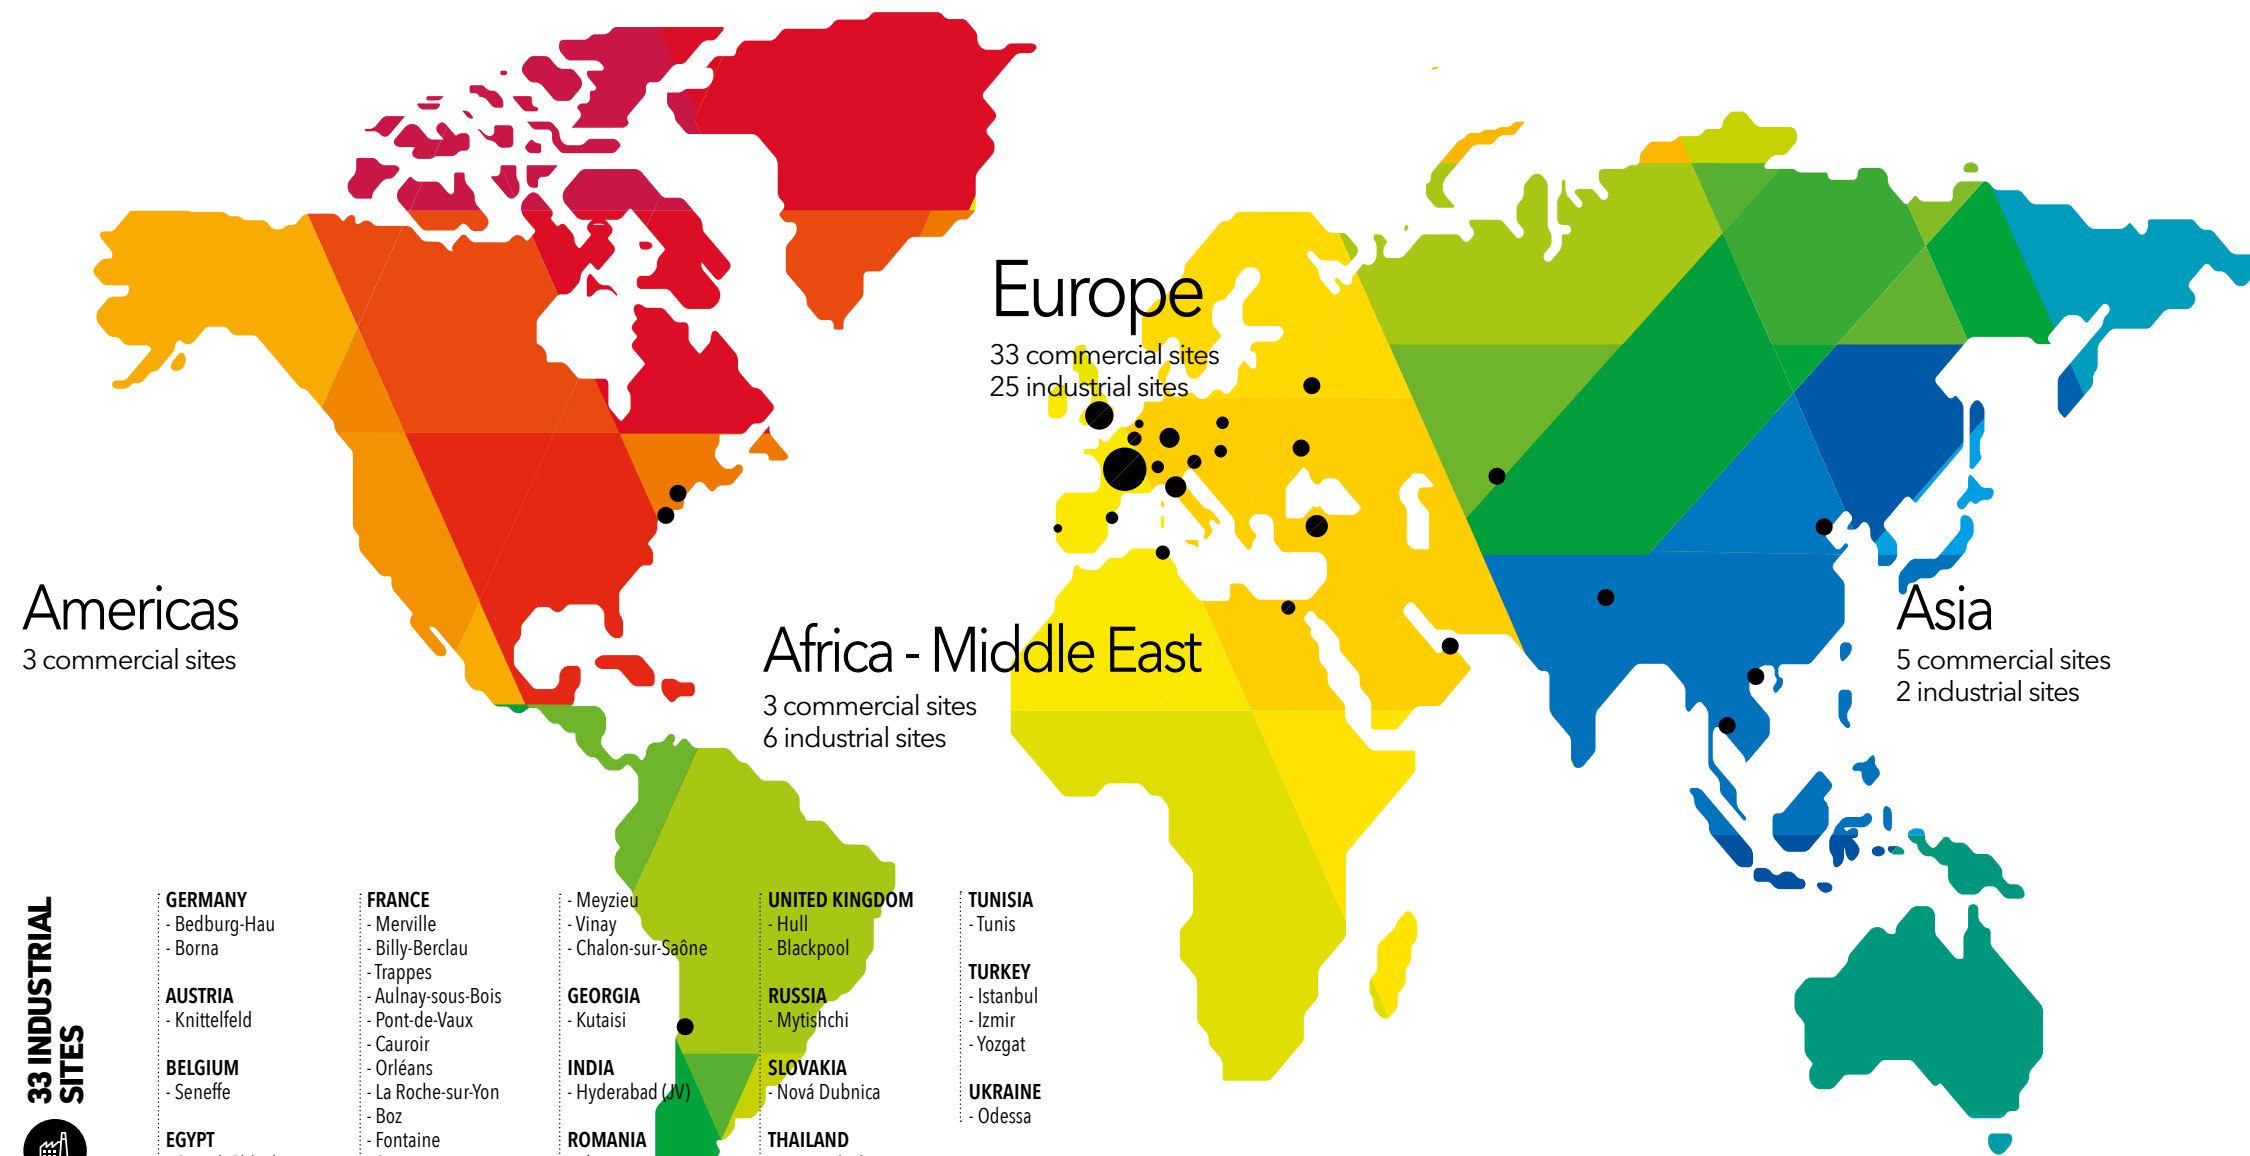 Europe
33 commercial sites
25 industrial sites
Americas
3 commercial sites
Africa - Middle East
3 commercial sites
6 industrial sites
Asia
5 commercial sites
2 industrial sites
33 INDUSTRIAL
SITES
GERMANY
- Bedburg-Hau
- Borna
AUSTRIA
- Knittelfeld
BELGIUM
- Seneffe
EGYPT
FRANCE
- Merville
- Billy-Berclau
- Trappes
- Aulnay-sous-Bois
- Pont-de-Vaux
- Cauroir
- Orléans
- La Roche-sur-Yon
- Boz
- Fontaine
- Meyzieu
- Vinay
- Chalon-sur-Saône
GEORGIA
- Kutaisi
INDIA
- Hyderabad (JV)
ROMANIA
UNITED KINGDOM
- Hull
- Blackpool
RUSSIA
- Mytishchi
SLOVAKIA
- Nová Dubnica
THAILAND
TUNISIA
- Tunis
TURKEY
- Istanbul
- Izmir
- Yozgat
UKRAINE
- Odessa